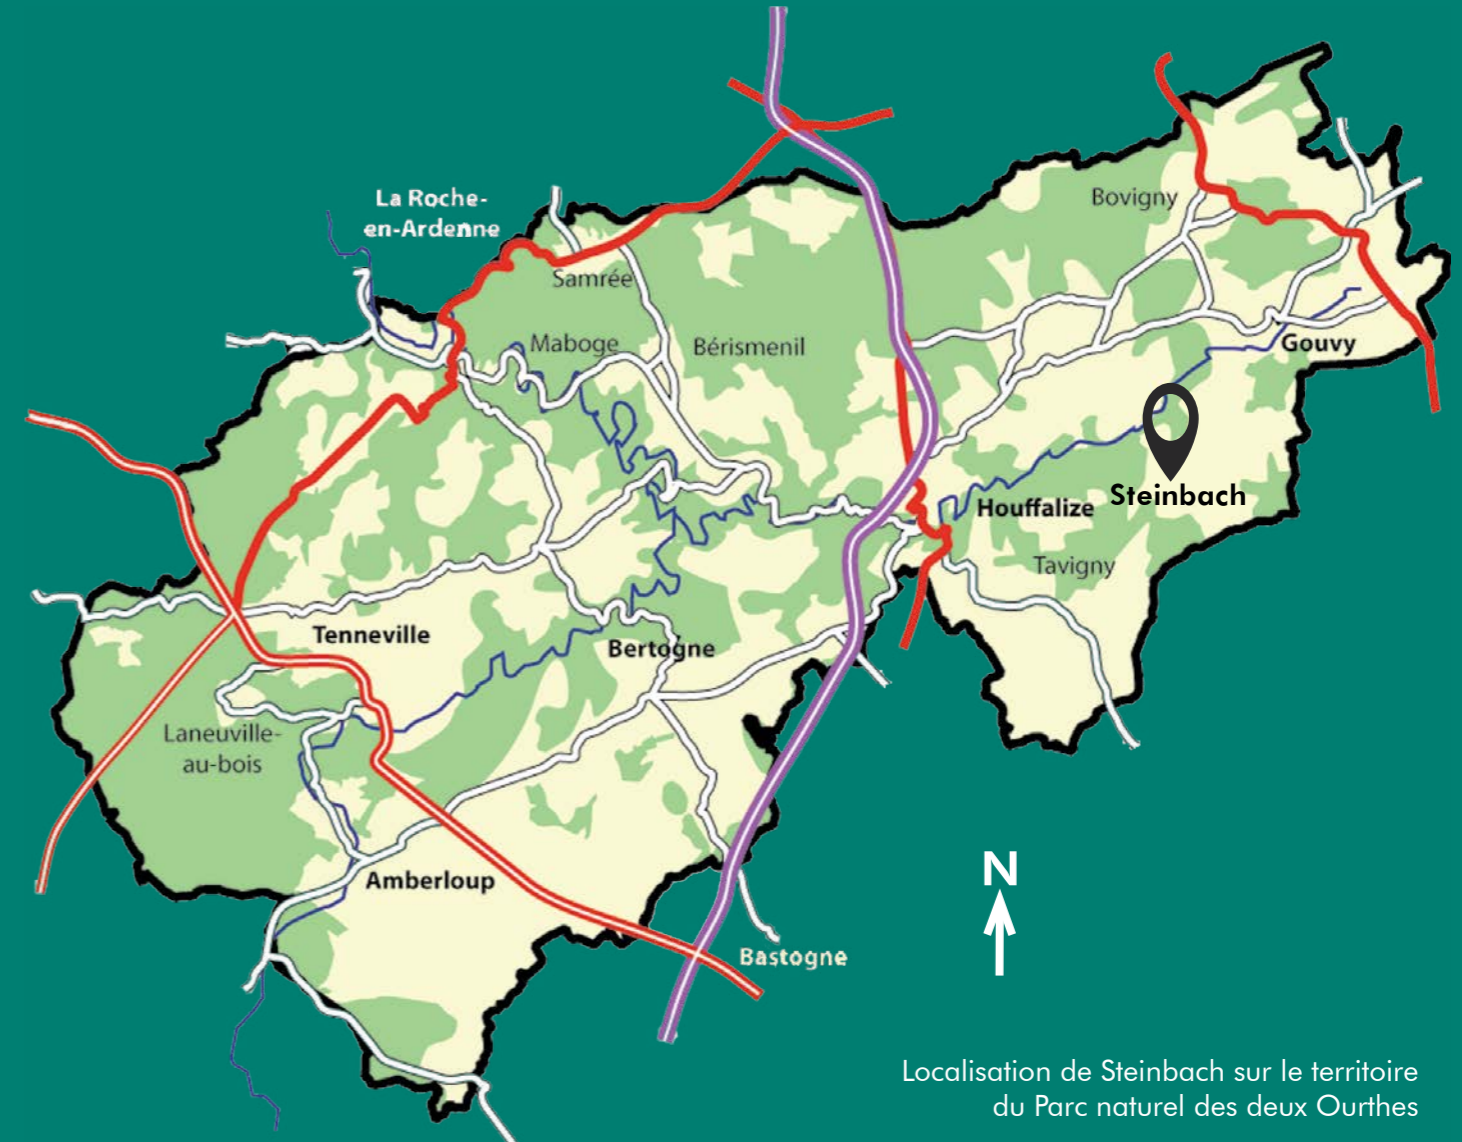 La Roche-
en-Ardenne
Bovigny
Samrée
Maboge
Bérismenil
Gouvy
Steinbach
Houffalize
Tavigny
Tenneville
Bertogne
Laneuville-
au-bois
Amberloup
N
Bastogne
Localisation de Steinbach sur le territoire
du Parc naturel des deux Ourthes